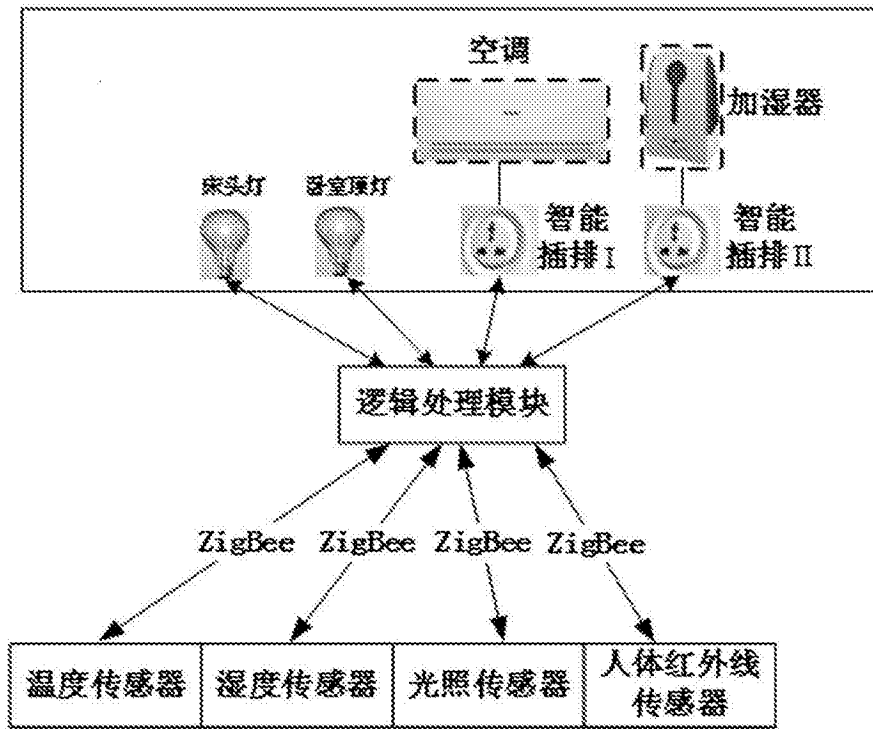 空调
加湿器
床头灯
卧室顶灯
智能
插排I
智能
插排II
逻辑处理模块
ZigBee
ZigBee
ZigBee
ZigBee
温度传感器
湿度传感器
光照传感器
人体红外线
传感器